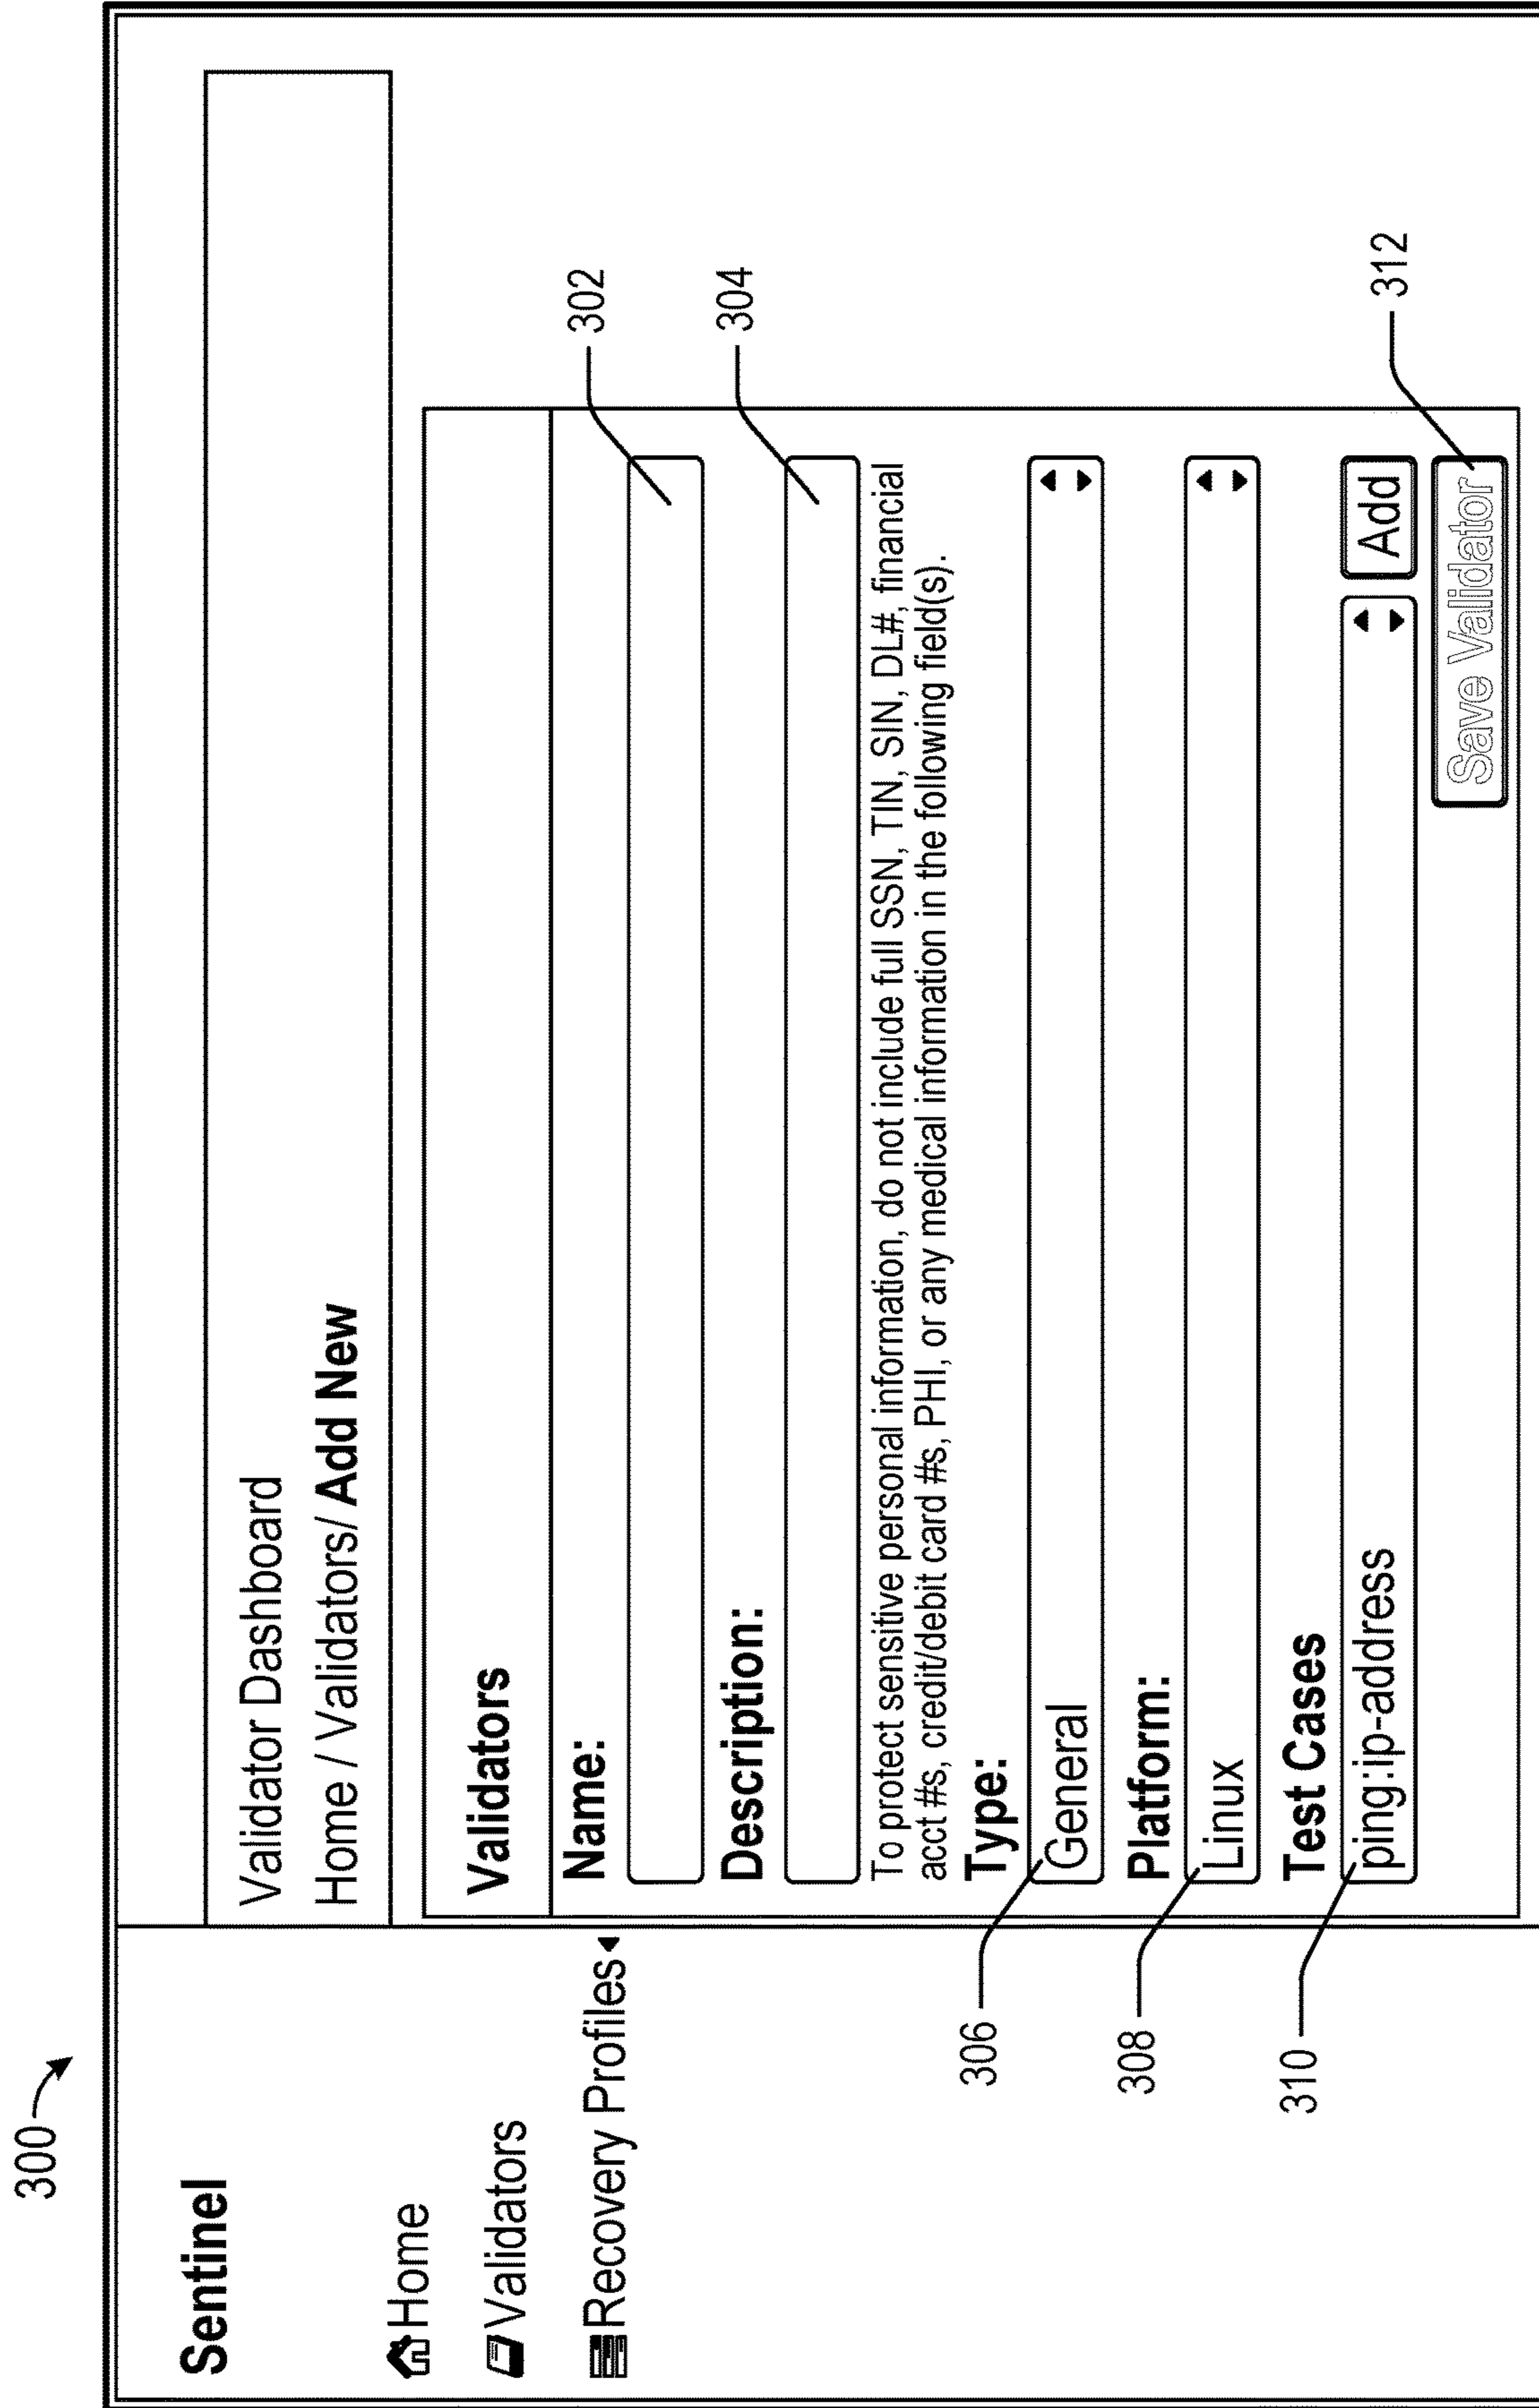 300
Sentinel
Home
Validators
Recovery Profiles
Validator Dashboard
Home / Validators/ Add New
Validators
Name:
302
Description:
304
To protect sensitive personal information, do not include full SSN, TIN, SIN, DL#, financial
acct #s, credit/debit card #s, PHI, or any medical information in the following field(s).
Type:
306
General
Platform:
308
Linux
Test Cases
310
ping:ip-address
Add
Save Validator
312